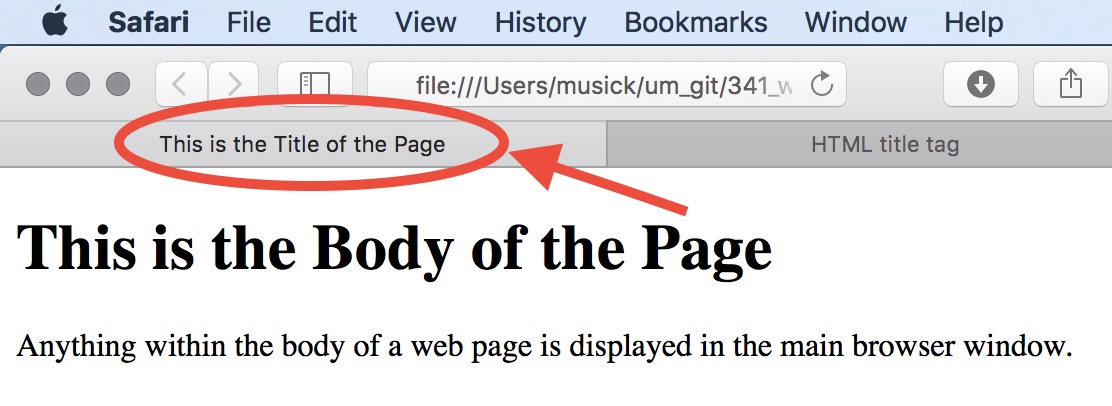 Safari File Edit View History Bookmarks Window Help
file:///Users/musick/um_git/341_w
This is the Title of the Page HTML title tag
This is the Body of the Page
Anything within the body of a web page is displayed in the main browser window.